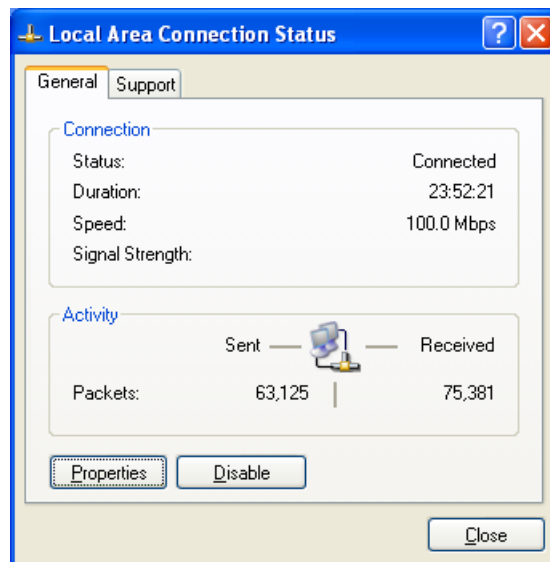 Local Area Connection Status
General Support
Connection
Status: Connected
Duration: 23:52:21
Speed: 100.0 Mbps
Signal Strength:
Activity
Sent Received
Packets: 63,125 75,381
Properties Disable
Close